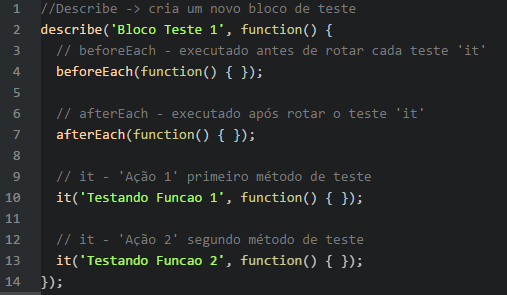 1 //Describe -> cria um novo bloco de teste
2 describe('Bloco Teste 1', function() {
3 // beforeEach - executado antes de rotar cada teste 'it'
4 beforeEach(function() { });
5
6 // afterEach - executado após rotar o teste 'it'
7 afterEach(function() { });
8
9 // it - 'Ação 1' primeiro método de teste
10 it('Testando Funcao 1', function() { });
11
12 // it - 'Ação 2' segundo método de teste
13 it('Testando Funcao 2', function() { });
14 });